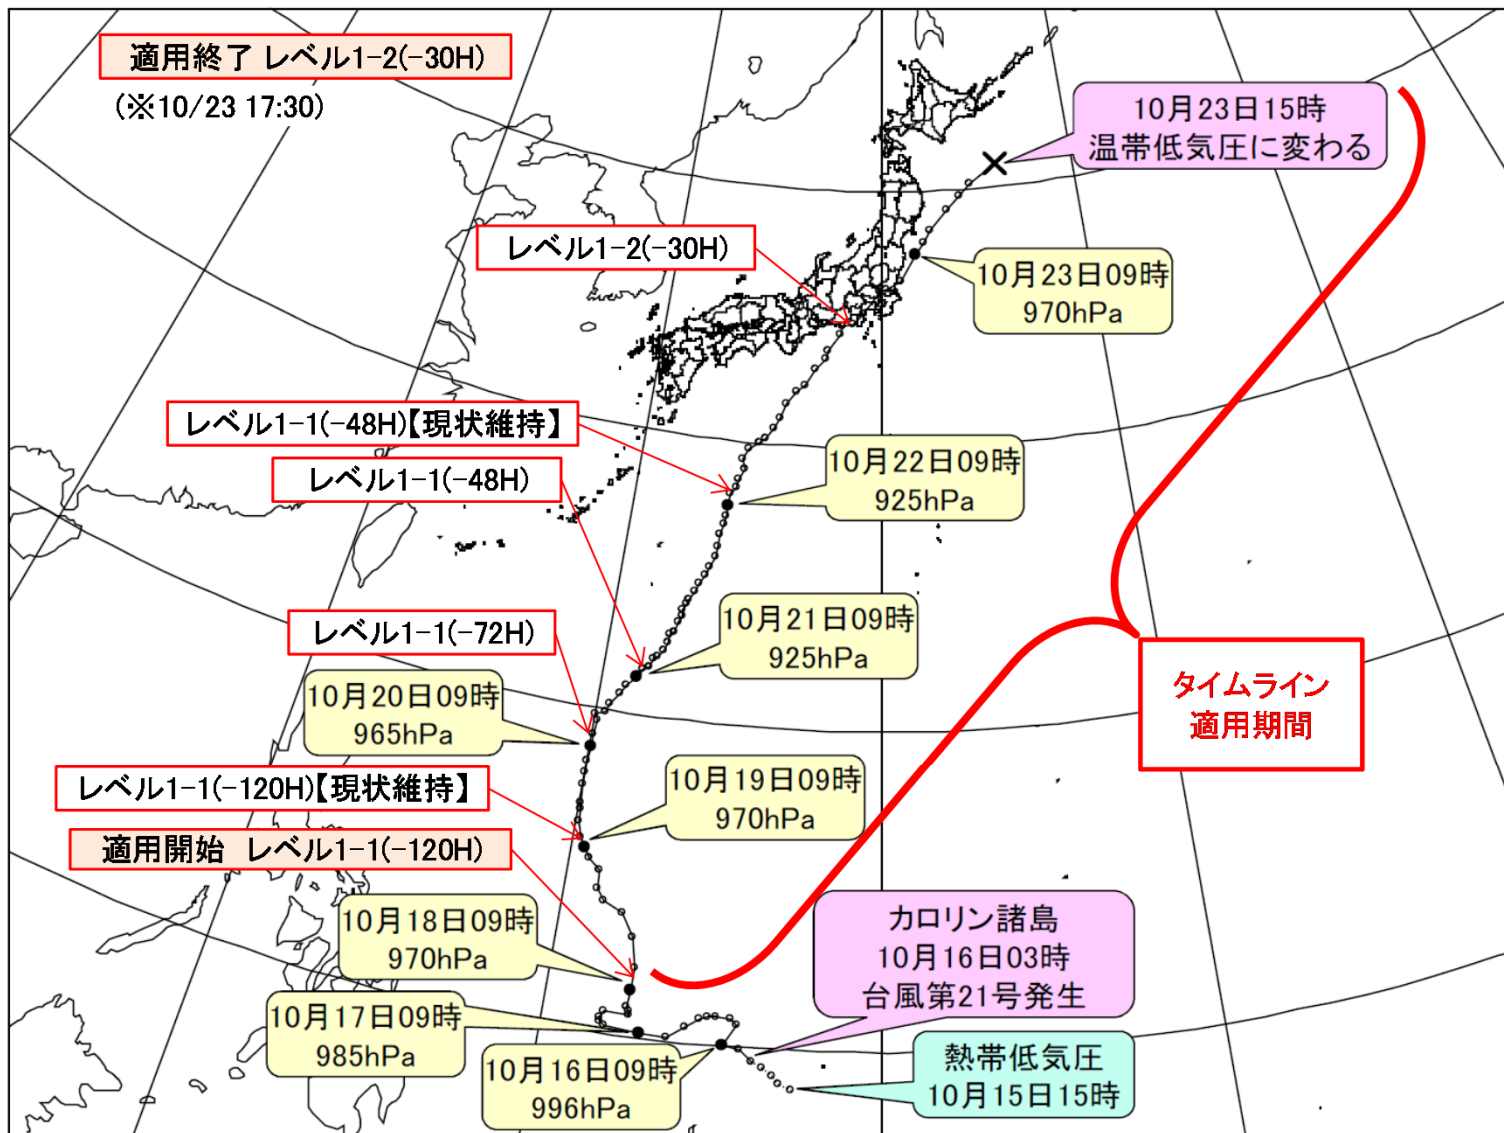 適用終了 レベル1-2(-30H)
(※10/23 17:30)
10月23日15時
温帯低気圧に変わる
レベル1-2(-30H)
10月23日09時
970hPa
レベル1-1(-48H)【現状維持】
レベル1-1(-48H)
10月22日09時
925hPa
レベル1-1(-72H)
10月21日09時
925hPa
10月20日09時
965hPa
タイムライン
適用期間
レベル1-1(-120H)【現状維持】
10月19日09時
970hPa
適用開始 レベル1-1(-120H)
10月18日09時
970hPa
カロリン諸島
10月16日03時
台風第21号発生
10月17日09時
985hPa
10月16日09時
996hPa
熱帯低気圧
10月15日15時